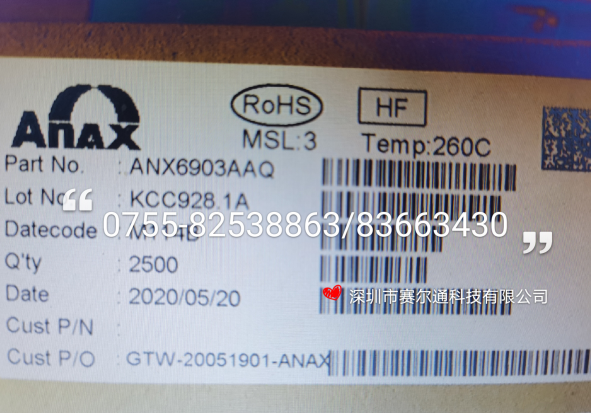 Anax
RoHS
HF
MSL:3
Temp:260C
Part No. : ANX6903AAQ
Lot No. : KCC928.1A
“
0755-82538863/83663430
Datecode :
”
Q'ty : 2500
Date : 2020/05/20
深圳市赛尔通科技有限公司
Cust P/N :
Cust P/O : GTW-20051901-ANAX